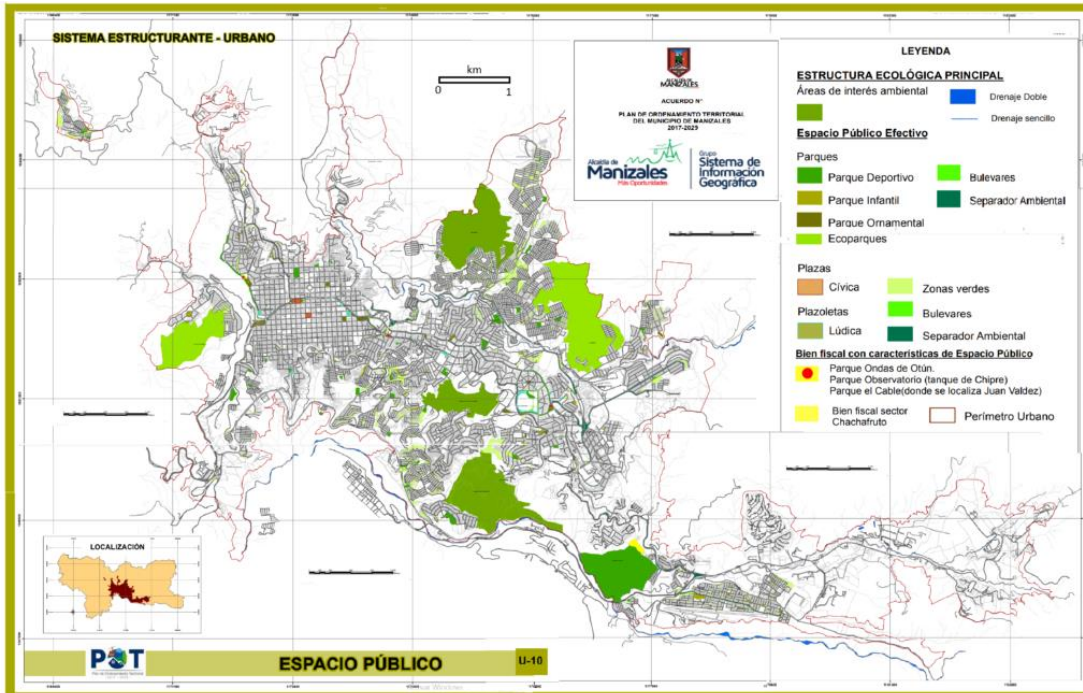 SISTEMA ESTRUCTURANTE - URBANO
km
0 1
ALCALDÍA DE
MANIZALES
ACUERDO N°
PLAN DE ORDENAMIENTO TERRITORIAL
DEL MUNICIPIO DE MANIZALES
2017-2029
Alcaldía de
Manizales
Más Oportunidades
Grupo
Sistema de
Información
Geográfica
LEYENDA
ESTRUCTURA ECOLÓGICA PRINCIPAL
Áreas de interés ambiental
Drenaje Doble
Drenaje sencillo
Espacio Público Efectivo
Parques
Parque Deportivo
Bulevares
Parque Infantil
Separador Ambiental
Parque Ornamental
Ecoparques
Plazas
Cívica
Zonas verdes
Plazoletas
Bulevares
Lúdica
Separador Ambiental
Bien fiscal con características de Espacio Público
Parque Ondas de Otún.
Parque Observatorio (tanque de Chipre)
Parque el Cable(donde se localiza Juan Valdez)
Bien fiscal sector
Chachafruto
Perímetro Urbano
LOCALIZACIÓN
POT
ESPACIO PÚBLICO
U-10